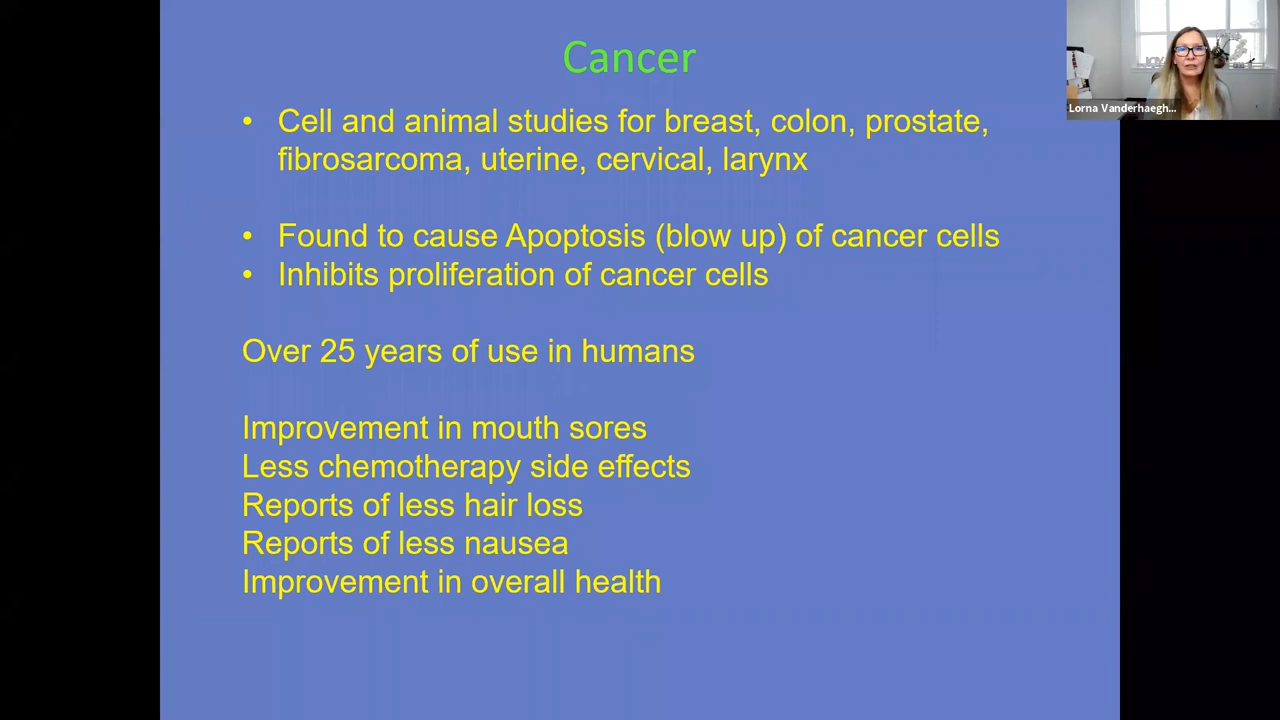 Cancer
Lorna Vanderhaegh...
• Cell and animal studies for breast, colon, prostate,
fibrosarcoma, uterine, cervical, larynx
• Found to cause Apoptosis (blow up) of cancer cells
• Inhibits proliferation of cancer cells
Over 25 years of use in humans
Improvement in mouth sores
Less chemotherapy side effects
Reports of less hair loss
Reports of less nausea
Improvement in overall health